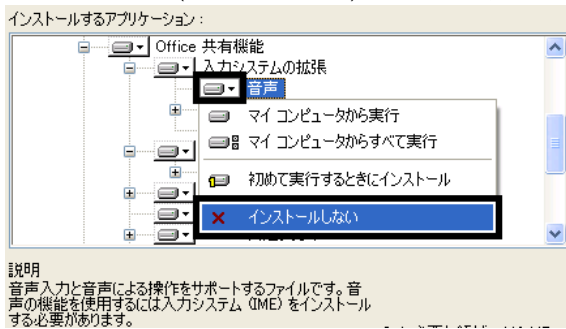 インストールするアプリケーション:
Office 共有機能
入力システムの拡張
音声
マイ コンピュータから実行
マイ コンピュータからすべて実行
初めて実行するときにインストール
インストールしない
説明
音声入力と音声による操作をサポートするファイルです。音
声の機能を使用するには入力システム (IME) をインストール
する必要があります。